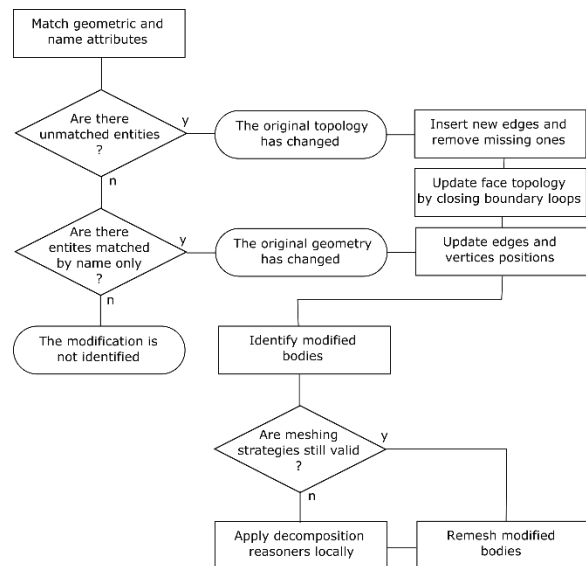 Match geometric and
name attributes
Are there
unmatched entities
?
y
The original topology
has changed
Insert new edges and
remove missing ones
n
Update face topology
by closing boundary loops
Are there
entites matched
by name only
?
y
The original geometry
has changed
Update edges and
vertices positions
n
The modification is
not identified
Identify modified
bodies
Are meshing
strategies still valid
?
y
n
Apply decomposition
reasoners locally
Remesh modified
bodies